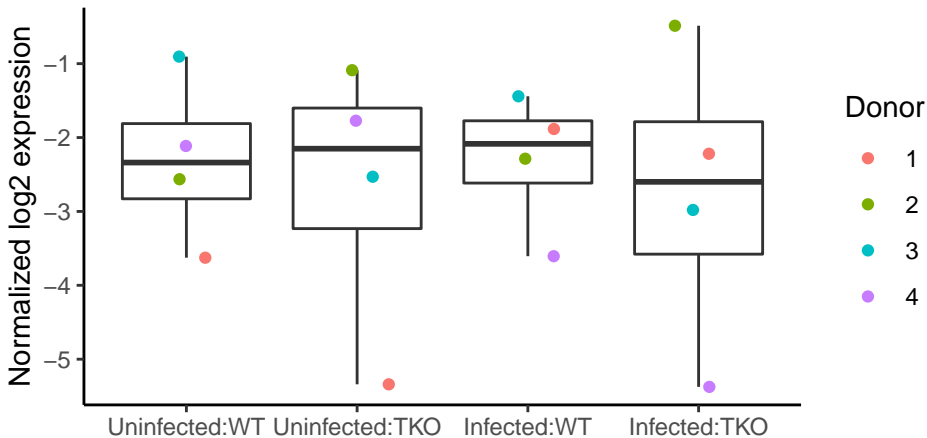 Normalized log2 expression
−1
−2
−3
−4
−5
Uninfected:WT
Uninfected:TKO
Infected:WT
Infected:TKO
Donor
1
2
3
4